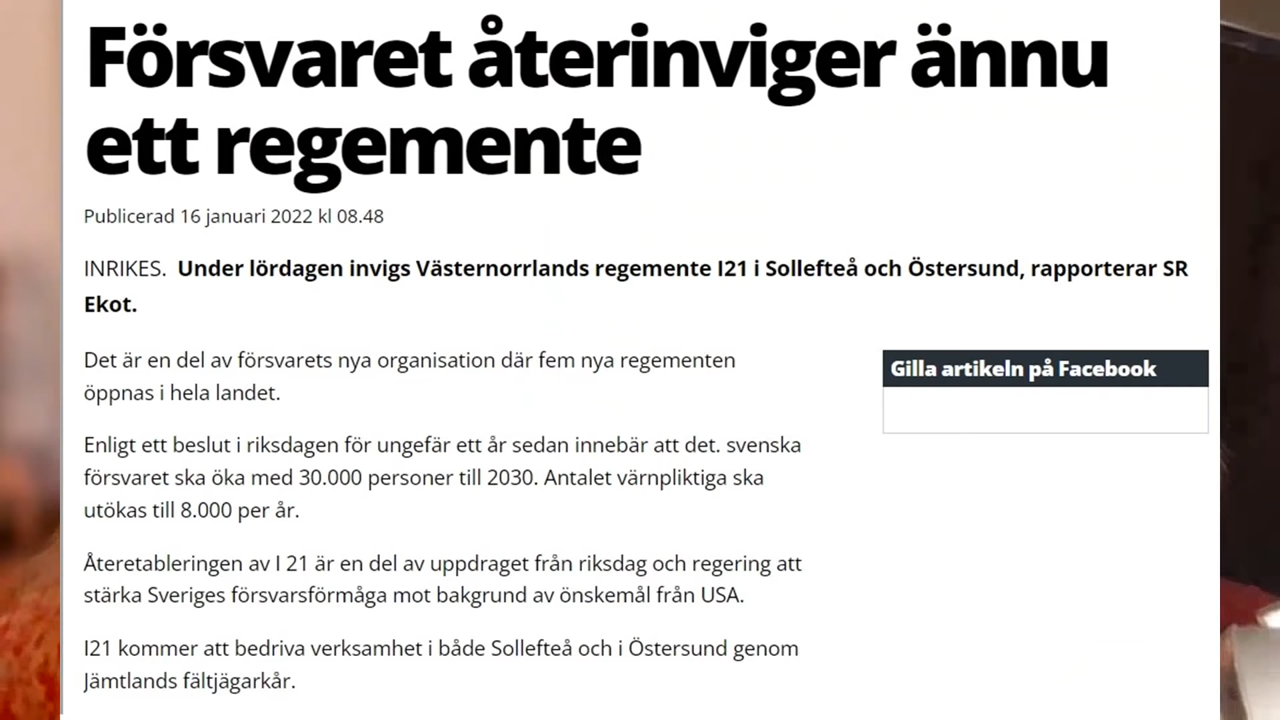 Försvaret återinviger ännu
ett regemente
Publicerad 16 januari 2022 kl 08.48
INRIKES. Under lördagen invigs Västernorrlands regemente I21 i Sollefteå och Östersund, rapporterar SR
Ekot.
Det är en del av försvarets nya organisation där fem nya regementen
öppnas i hela landet.
Gilla artikeln på Facebook
Enligt ett beslut i riksdagen för ungefär ett år sedan innebär att det. svenska
försvaret ska öka med 30.000 personer till 2030. Antalet värnpliktiga ska
utökas till 8.000 per år.
Återetableringen av I 21 är en del av uppdraget från riksdag och regering att
stärka Sveriges försvarsförmåga mot bakgrund av önskemål från USA.
I21 kommer att bedriva verksamhet i både Sollefteå och i Östersund genom
Jämtlands fältjägarkår.